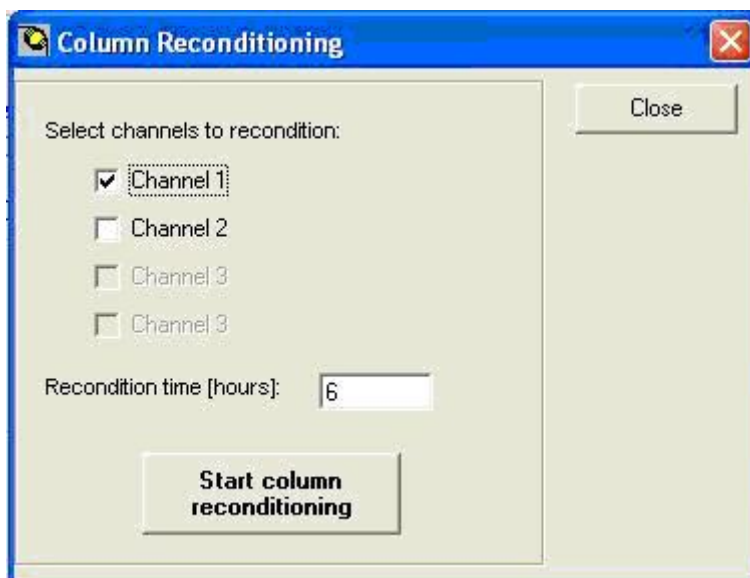 Column Reconditioning
Close
Select channels to recondition:
Channel 1
Channel 2
Channel 3
Channel 3
Recondition time [hours]: 6
Start column
reconditioning